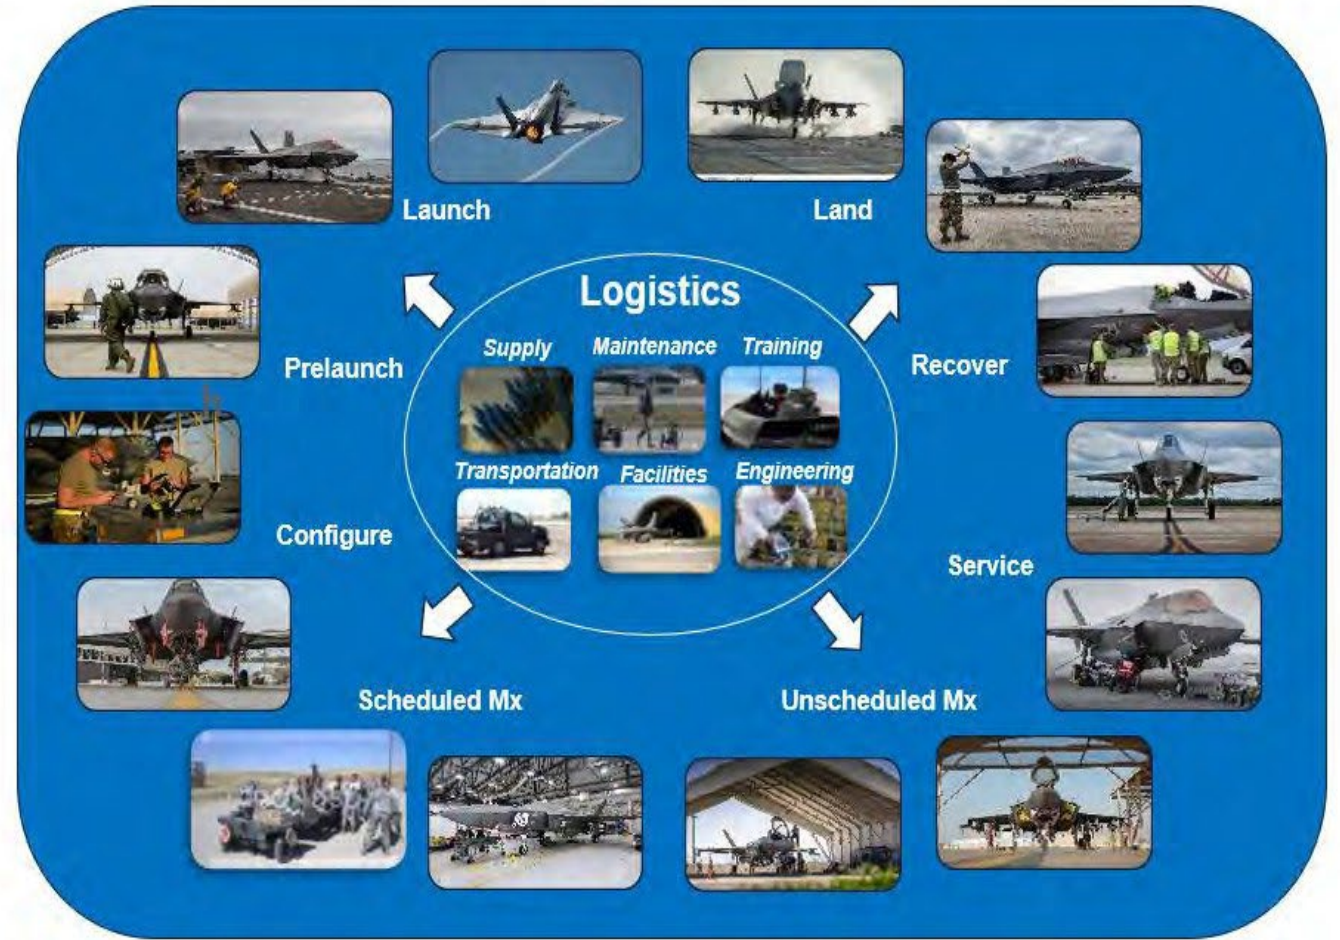 Launch
Land
Logistics
Supply
Maintenance
Training
Prelaunch
Recover
Transportation
Facilities
Engineering
Configure
Service
Scheduled Mx
Unscheduled Mx